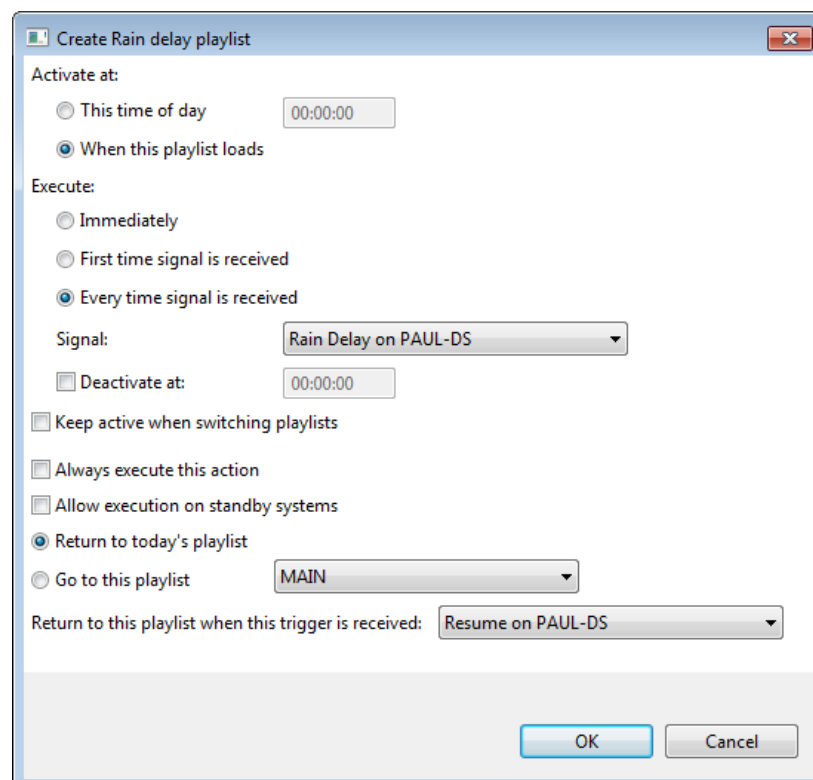 Create Rain delay playlist
Activate at:
This time of day 00:00:00
When this playlist loads
Execute:
Immediately
First time signal is received
Every time signal is received
Signal: Rain Delay on PAUL-DS
Deactivate at: 00:00:00
Keep active when switching playlists
Always execute this action
Allow execution on standby systems
Return to today's playlist
Go to this playlist MAIN
Return to this playlist when this trigger is received: Resume on PAUL-DS
OK Cancel